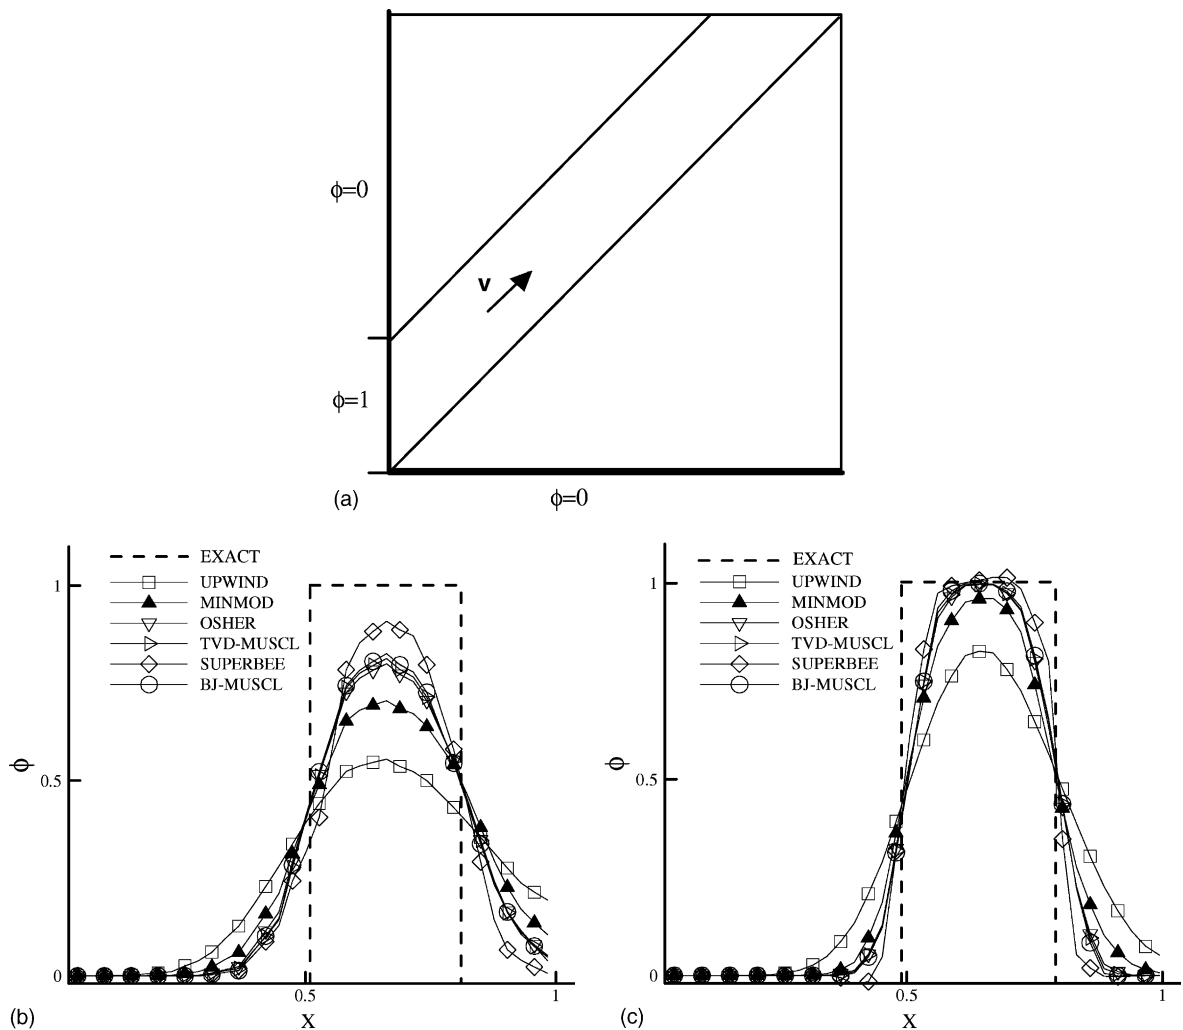 ϕ=0
v
ϕ=1
(a)
ϕ=0
EXACT
UPWIND
MINMOD
OSHER
TVD-MUSCL
SUPERBEE
BJ-MUSCL
1
ϕ
0.5
0
0.5
1
(b)
X
EXACT
UPWIND
MINMOD
OSHER
TVD-MUSCL
SUPERBEE
BJ-MUSCL
1
ϕ
0.5
0
0.5
1
(c)
X